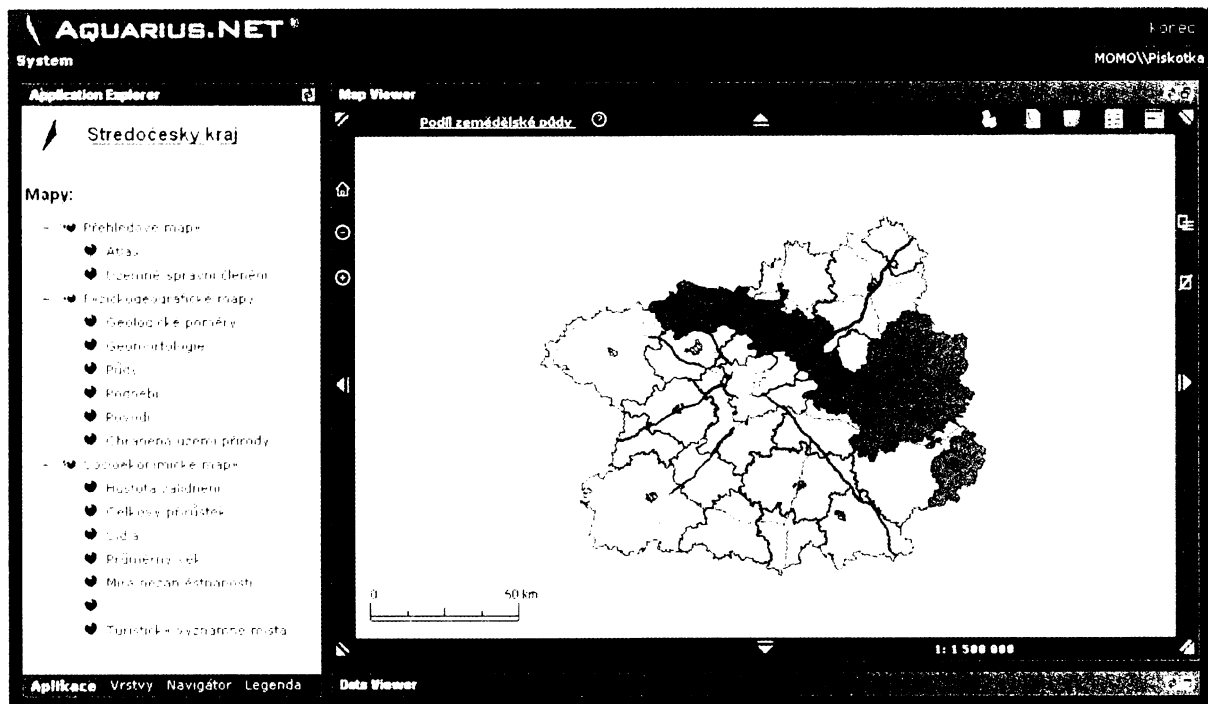 AQUARIUS.NET ®
Konec
System
MOMO\\Piskotka
Application Explorer
Map Viewer
Stredocesky kraj
Podíl zemědělské půdy
Mapy:
Přehledové mapy
Atlas
Územně správní členění
Fyzickogeografické mapy
Geologické poměry
Geomorfologie
Půdy
Podnebí
Povodí
Chráněná území přírody
mapy
Hustota zalidnění
Celkový přírůstek
Sídla
Průměrný věk
Míra nezaměstnanosti
Turisticky významné místa
0 50 km
1: 1 500 000
Aplikace Vrstvy Navigátor Legenda
Data Viewer